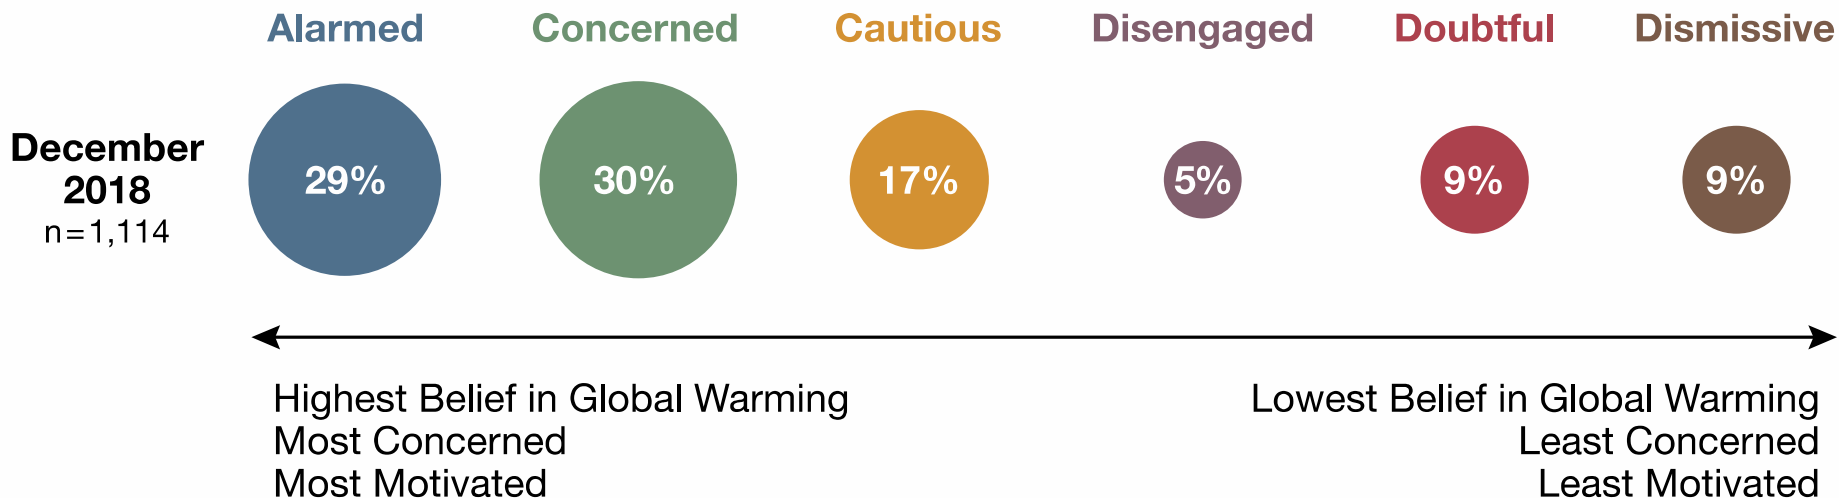 Alarmed Concerned Cautious Disengaged Doubtful Dismissive
December
2018
n=1,114
29% 30% 17% 5% 9% 9%
Highest Belief in Global Warming
Most Concerned
Most Motivated
Lowest Belief in Global Warming
Least Concerned
Least Motivated